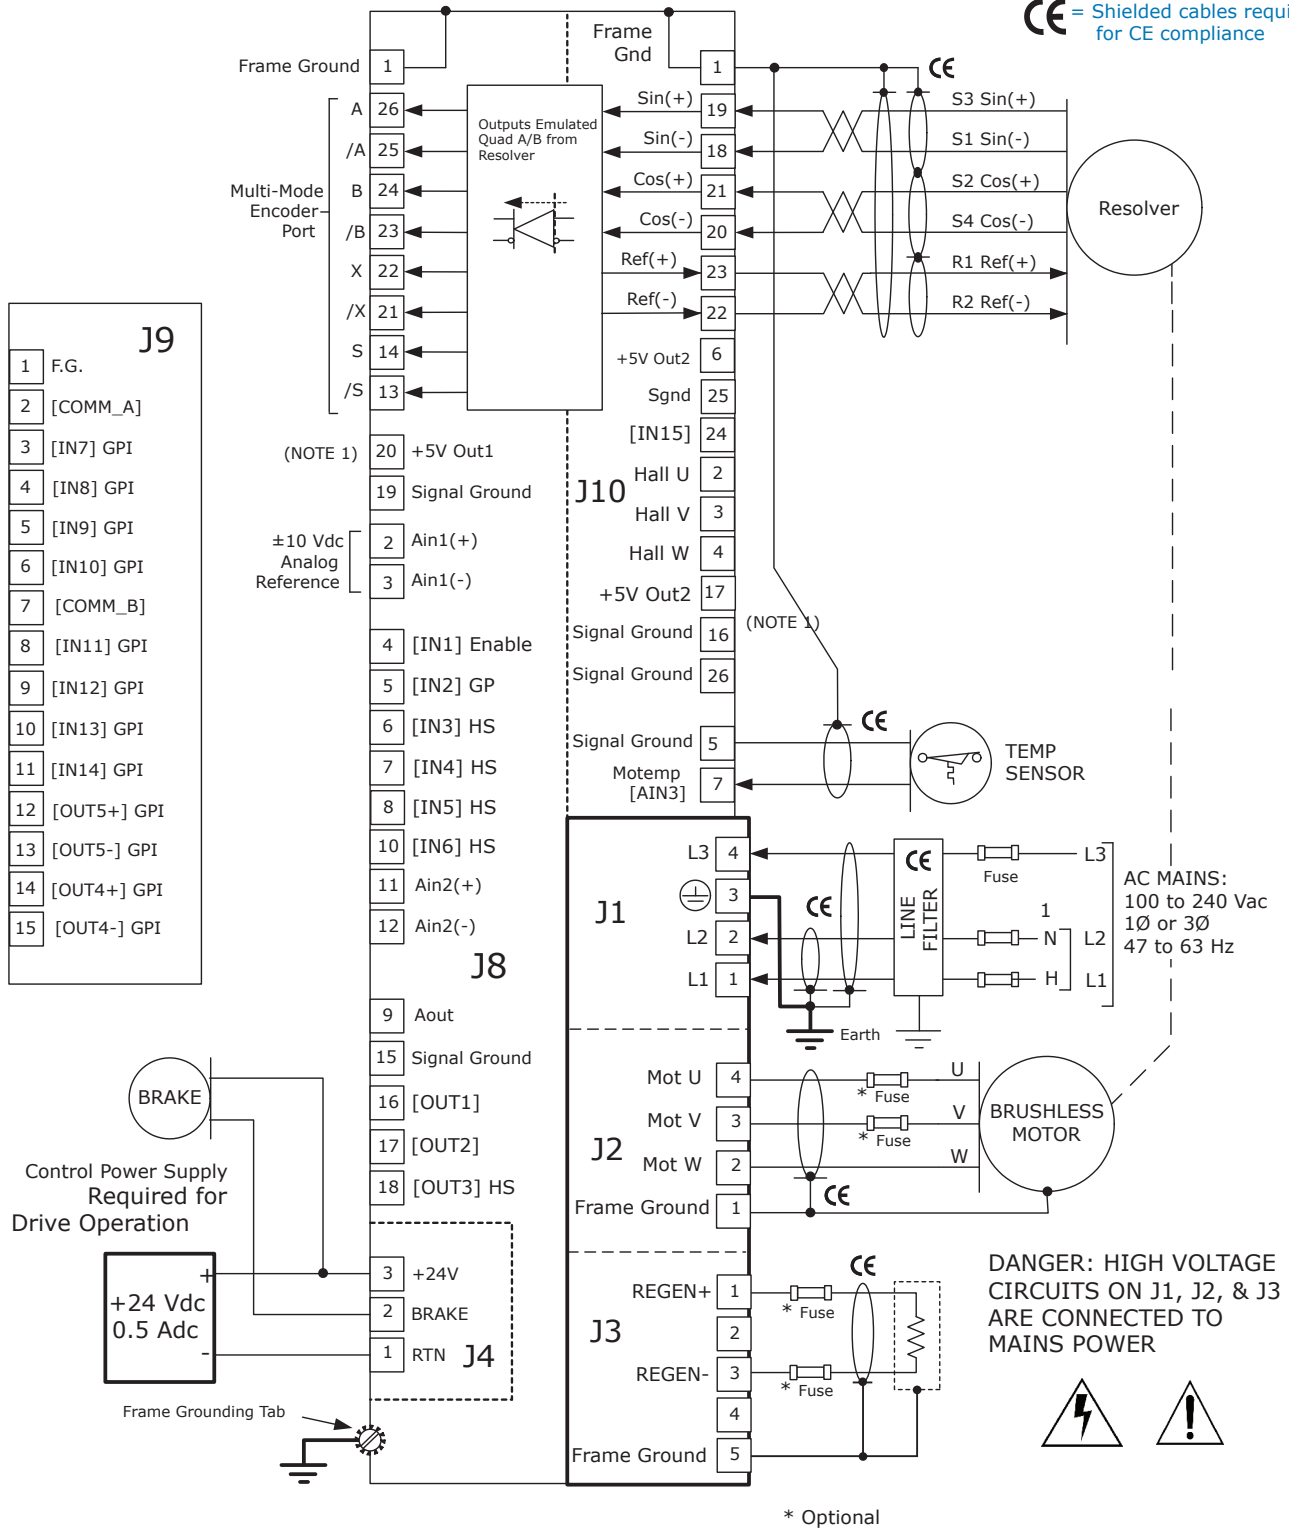 CE = Shielded cables requi
for CE compliance
Frame
Gnd
Frame Ground 1
1
CE
A 26
/A 25
B 24
/B 23
X 22
/X 21
S 14
/S 13
Multi-Mode
Encoder
Port
Outputs Emulated
Quad A/B from
Resolver
Sin(+) 19
Sin(-) 18
Cos(+) 21
Cos(-) 20
Ref(+) 23
Ref(-) 22
S3 Sin(+)
S1 Sin(-)
S2 Cos(+)
S4 Cos(-)
R1 Ref(+)
R2 Ref(-)
Resolver
J9
1 F.G.
2 [COMM_A]
3 [IN7] GPI
4 [IN8] GPI
5 [IN9] GPI
6 [IN10] GPI
7 [COMM_B]
8 [IN11] GPI
9 [IN12] GPI
10 [IN13] GPI
11 [IN14] GPI
12 [OUT5+] GPI
13 [OUT5-] GPI
14 [OUT4+] GPI
15 [OUT4-] GPI
(NOTE 1) 20 +5V Out1
19 Signal Ground
±10 Vdc
Analog
Reference
2 Ain1(+)
3 Ain1(-)
4 [IN1] Enable
5 [IN2] GP
6 [IN3] HS
7 [IN4] HS
8 [IN5] HS
10 [IN6] HS
11 Ain2(+)
12 Ain2(-)
J8
9 Aout
15 Signal Ground
16 [OUT1]
17 [OUT2]
18 [OUT3] HS
+5V Out2 6
Sgnd 25
[IN15] 24
J10
Hall U 2
Hall V 3
Hall W 4
+5V Out2 17
Signal Ground 16
(NOTE 1)
Signal Ground 26
Signal Ground 5
Motemp
[AIN3] 7
CE
TEMP
SENSOR
J1
L3 4
3
L2 2
L1 1
CE
Earth
CE
LINE
FILTER
Fuse
L3
1
N
L2
H
L1
AC MAINS:
100 to 240 Vac
1Ø or 3Ø
47 to 63 Hz
J2
Mot U 4
Mot V 3
Mot W 2
Frame Ground 1
* Fuse
* Fuse
U
V
W
CE
BRUSHLESS
MOTOR
BRAKE
Control Power Supply
Required for
Drive Operation
+
+24 Vdc
0.5 Adc
-
3 +24V
2 BRAKE
1 RTN
J4
Frame Grounding Tab
J3
REGEN+ 1
2
REGEN- 3
4
Frame Ground 5
* Fuse
* Fuse
CE
DANGER: HIGH VOLTAGE
CIRCUITS ON J1, J2, & J3
ARE CONNECTED TO
MAINS POWER
!
* Optional